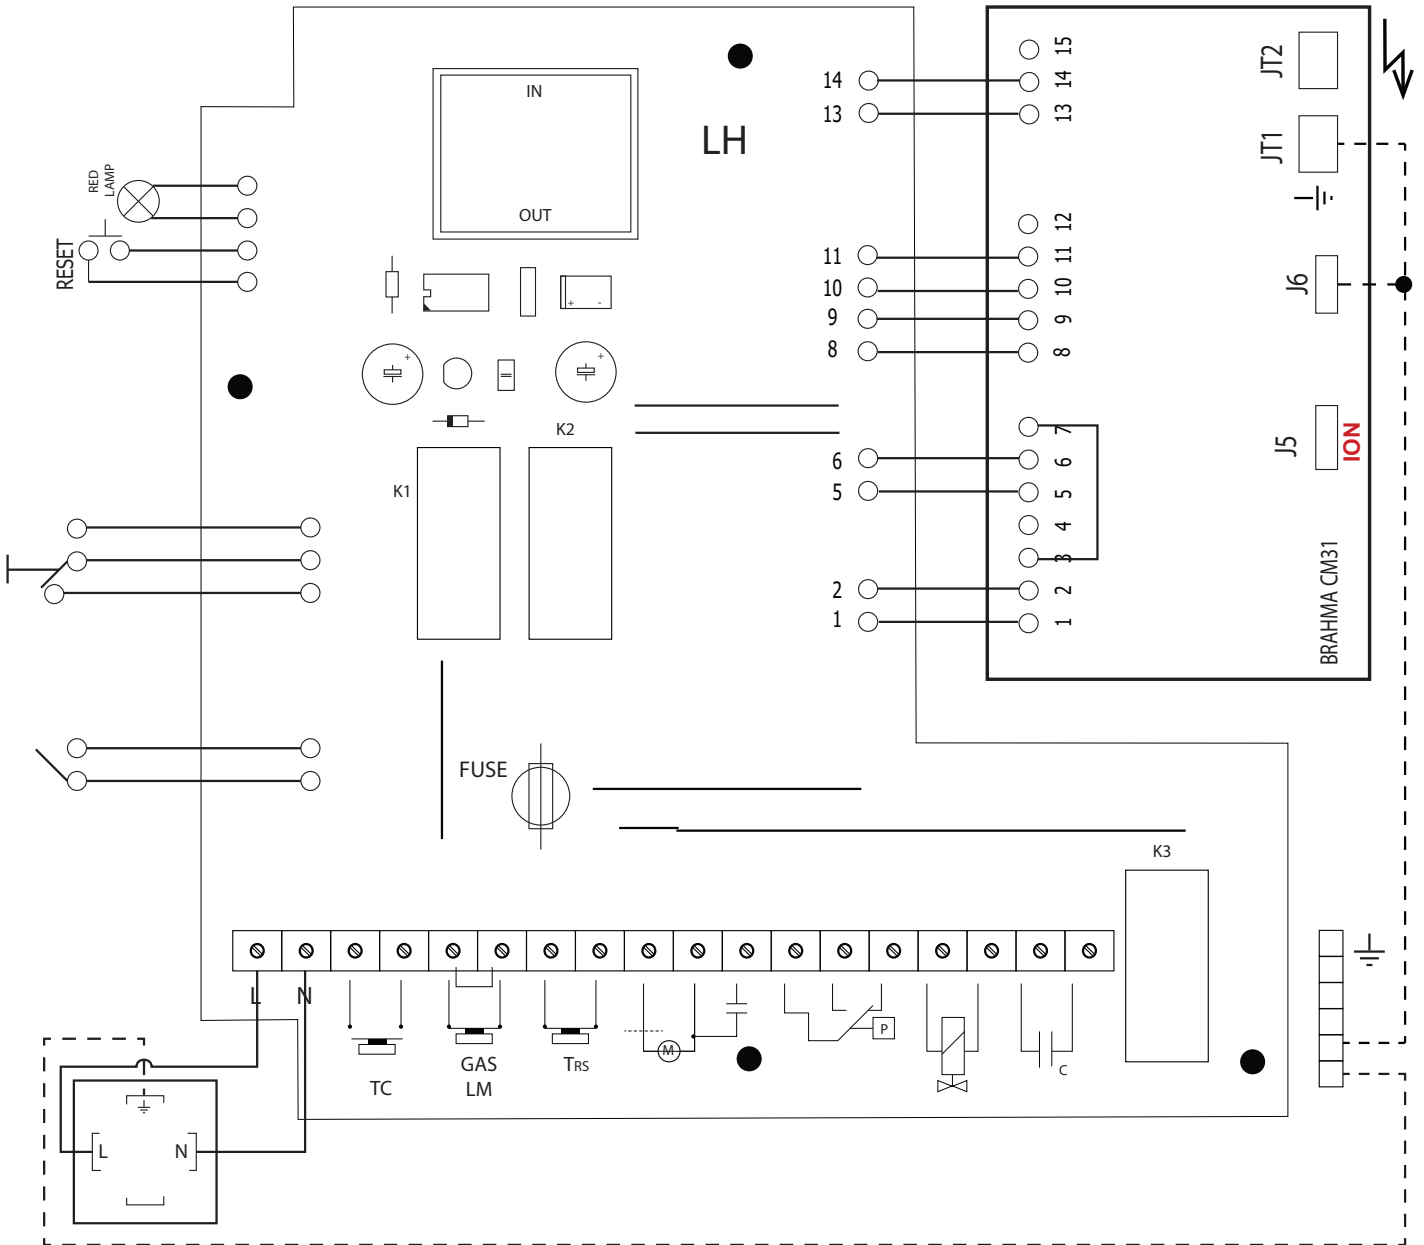 IN
OUT
LH
RED
LAMP
RESET
14
13
11
10
9
8
6
5
2
1
15
14
13
12
11
10
9
8
7
6
5
4
3
2
1
JT2
JT1
J6
J5
ION
BRAHMA CM31
+
-
+
+
K2
K1
FUSE
K3
L
N
TC
GAS
LM
TRS
M
P
C
L
N